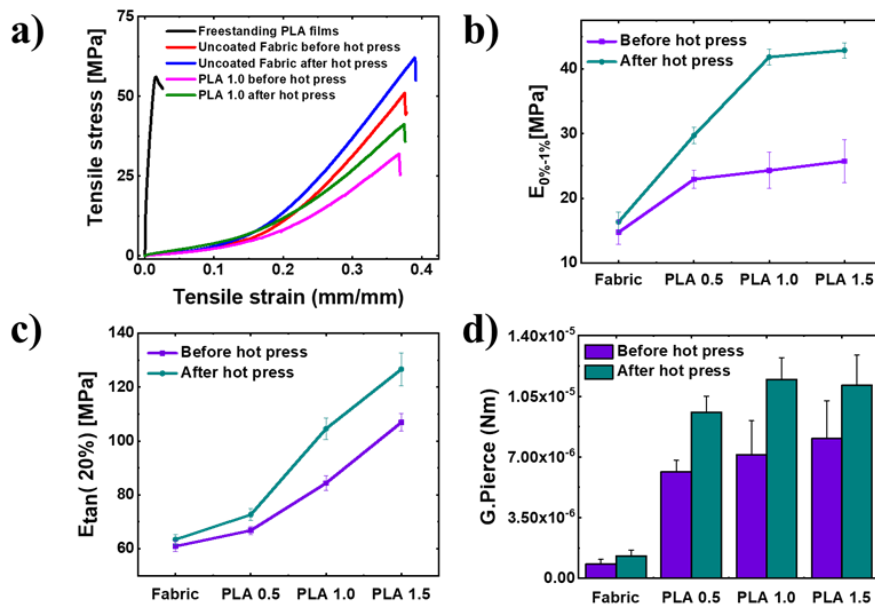 a)
Tensile stress [MPa]
75
50
25
0
Freestanding PLA films
Uncoated Fabric before hot press
Uncoated Fabric after hot press
PLA 1.0 before hot press
PLA 1.0 after hot press
0.0 0.1 0.2 0.3 0.4
Tensile strain (mm/mm)
b)
E0%-1%[MPa]
40
30
20
10
Before hot press
After hot press
Fabric PLA 0.5 PLA 1.0 PLA 1.5
c)
Etan( 20%) [MPa]
140
120
100
80
60
Before hot press
After hot press
Fabric PLA 0.5 PLA 1.0 PLA 1.5
d)
G.Pierce (Nm)
1.40x10-5
1.05x10-5
7.00x10-6
3.50x10-6
0.00
Before hot press
After hot press
Fabric PLA 0.5 PLA 1.0 PLA 1.5